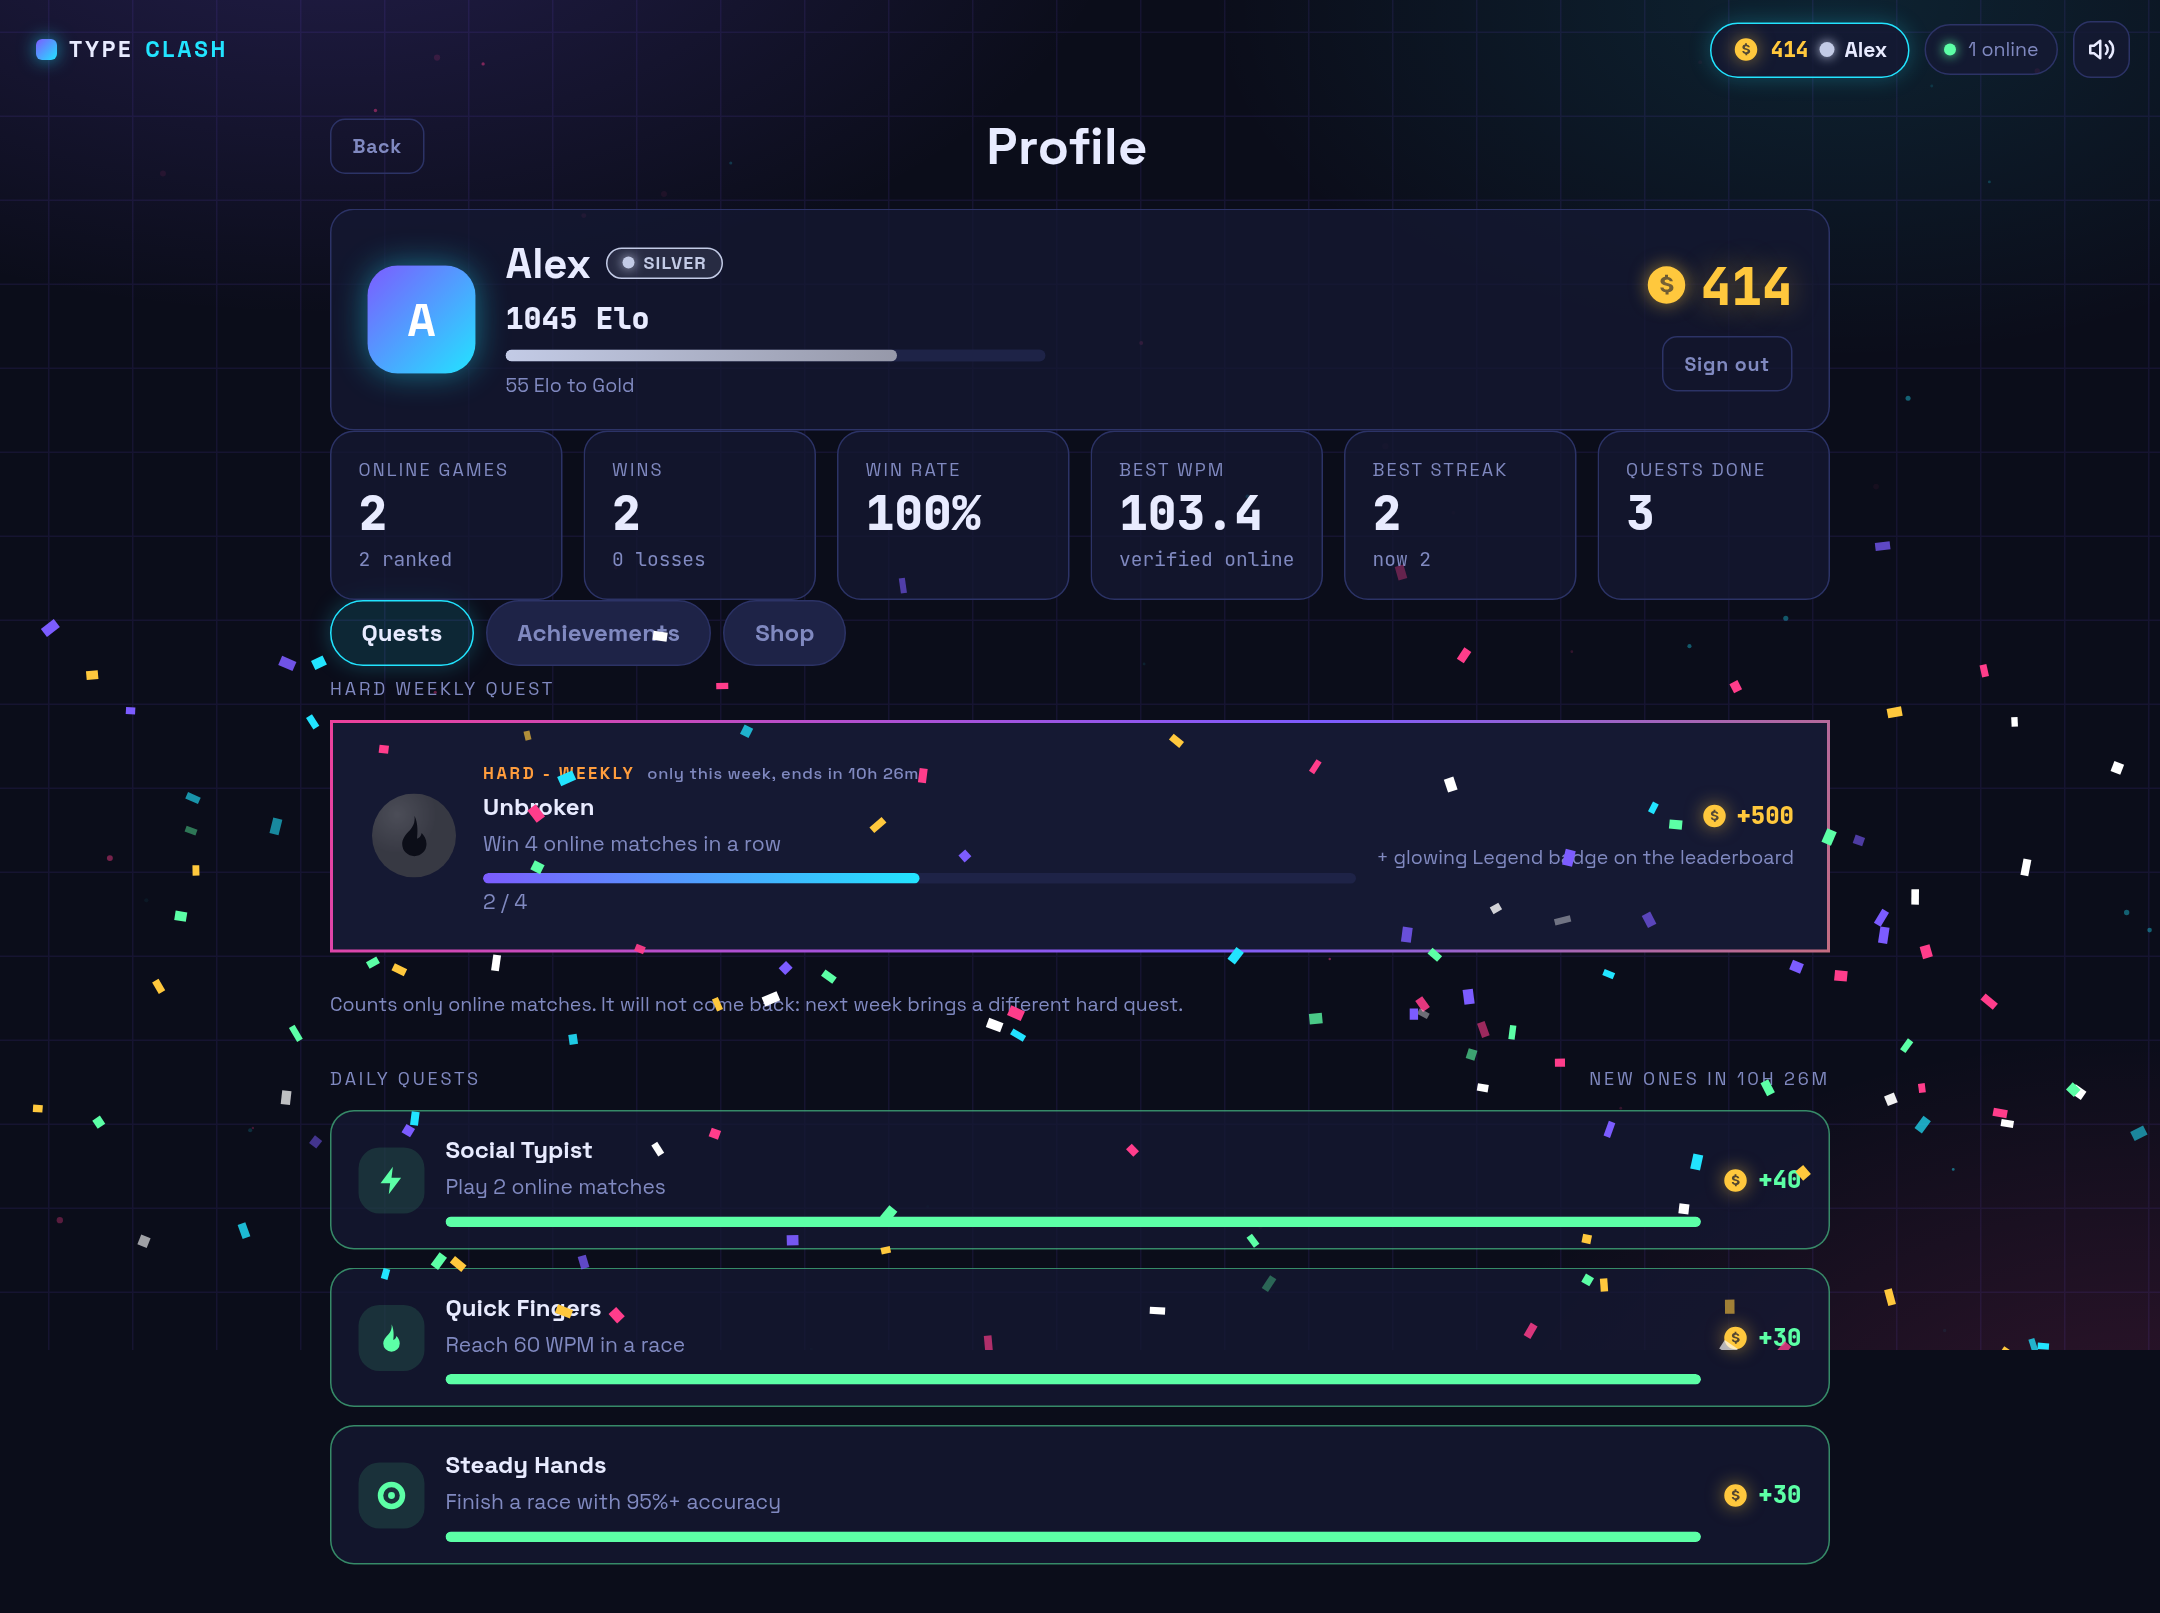 TYPE CLASH
$ 414 Alex
1 online
Back
Profile
A
Alex
SILVER
1045 Elo
55 Elo to Gold
$ 414
Sign out
ONLINE GAMES
2
2 ranked
WINS
2
0 losses
WIN RATE
100%
BEST WPM
103.4
verified online
BEST STREAK
2
now 2
QUESTS DONE
3
Quests
Achievements
Shop
HARD WEEKLY QUEST
HARD - WEEKLY only this week, ends in 10h 26m
Unbroken
Win 4 online matches in a row
2 / 4
$ +500
+ glowing Legend badge on the leaderboard
Counts only online matches. It will not come back: next week brings a different hard quest.
DAILY QUESTS
NEW ONES IN 10H 26M
Social Typist
Play 2 online matches
$ +40
Quick Fingers
Reach 60 WPM in a race
$ +30
Steady Hands
Finish a race with 95%+ accuracy
$ +30